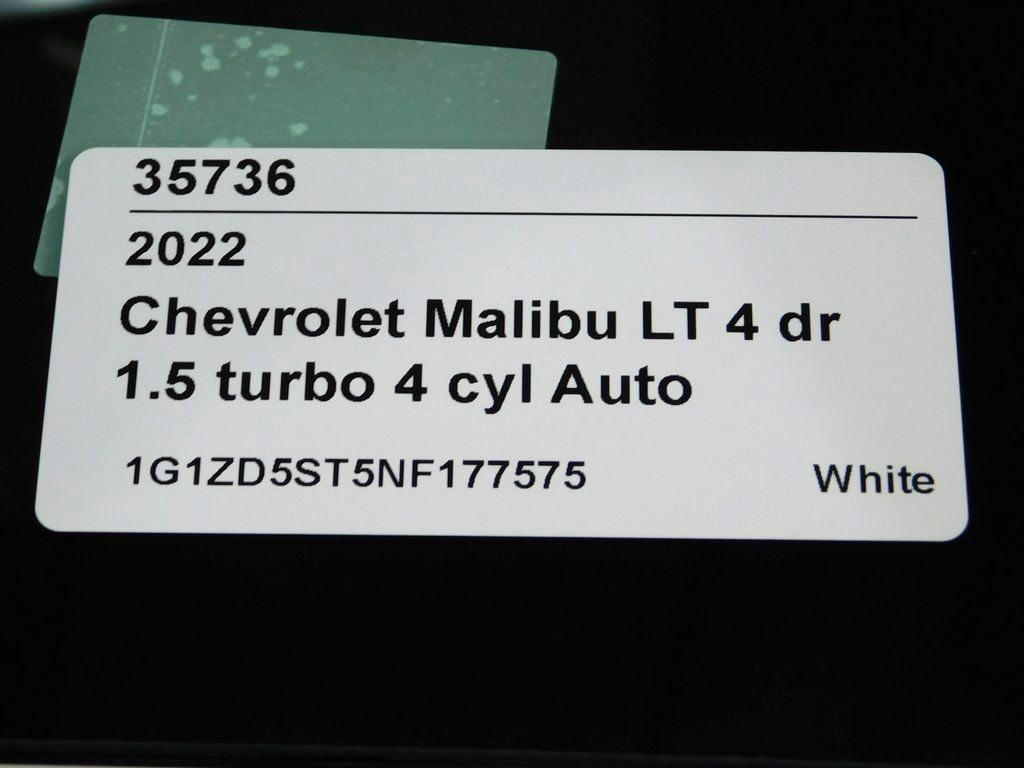 35736
2022
Chevrolet Malibu LT 4 dr
1.5 turbo 4 cyl Auto
1G1ZD5ST5NF177575 White